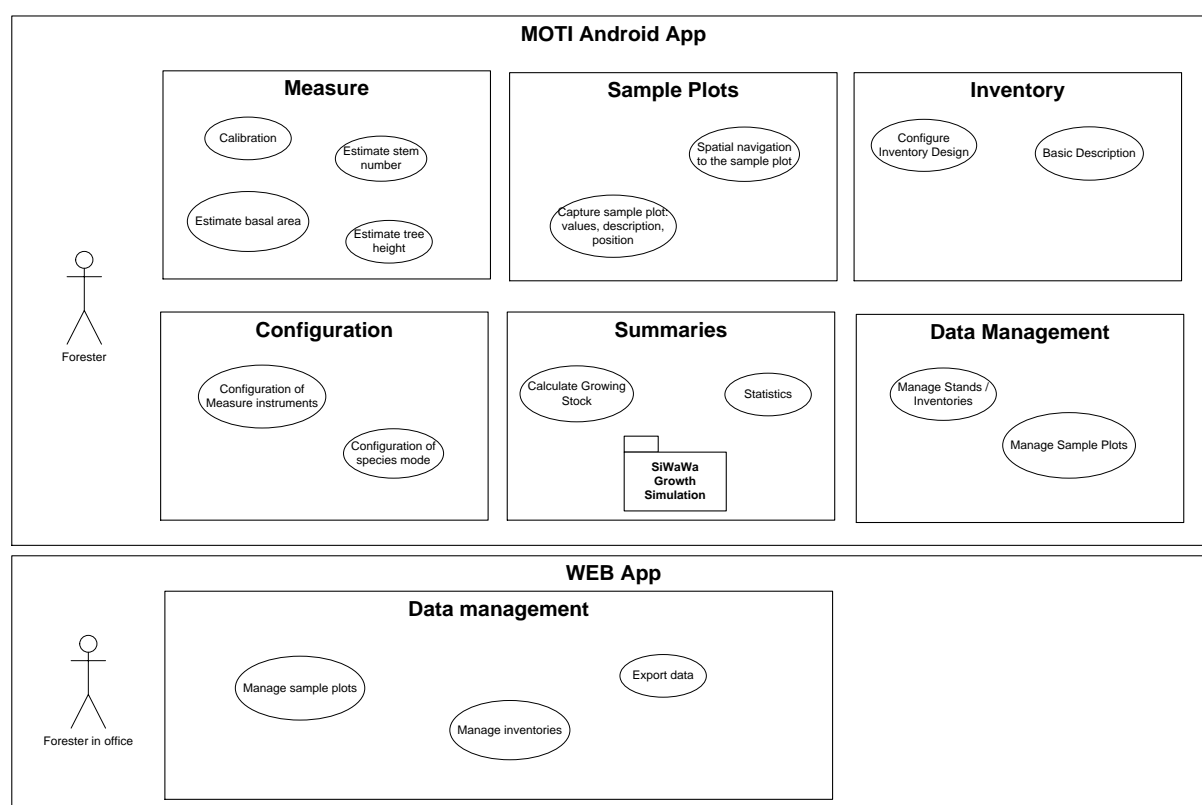 MOTI Android App
Measure
Calibration
Estimate stem
number
Estimate basal area
Estimate tree
height
Sample Plots
Spatial navigation
to the sample plot
Capture sample plot:
values, description,
position
Inventory
Configure
Inventory Design
Basic Description
Forester
Configuration
Configuration of
Measure instruments
Configuration of
species mode
Summaries
Calculate Growing
Stock
Statistics
SiWaWa
Growth
Simulation
Data Management
Manage Stands /
Inventories
Manage Sample Plots
WEB App
Data management
Manage sample plots
Manage inventories
Export data
Forester in office